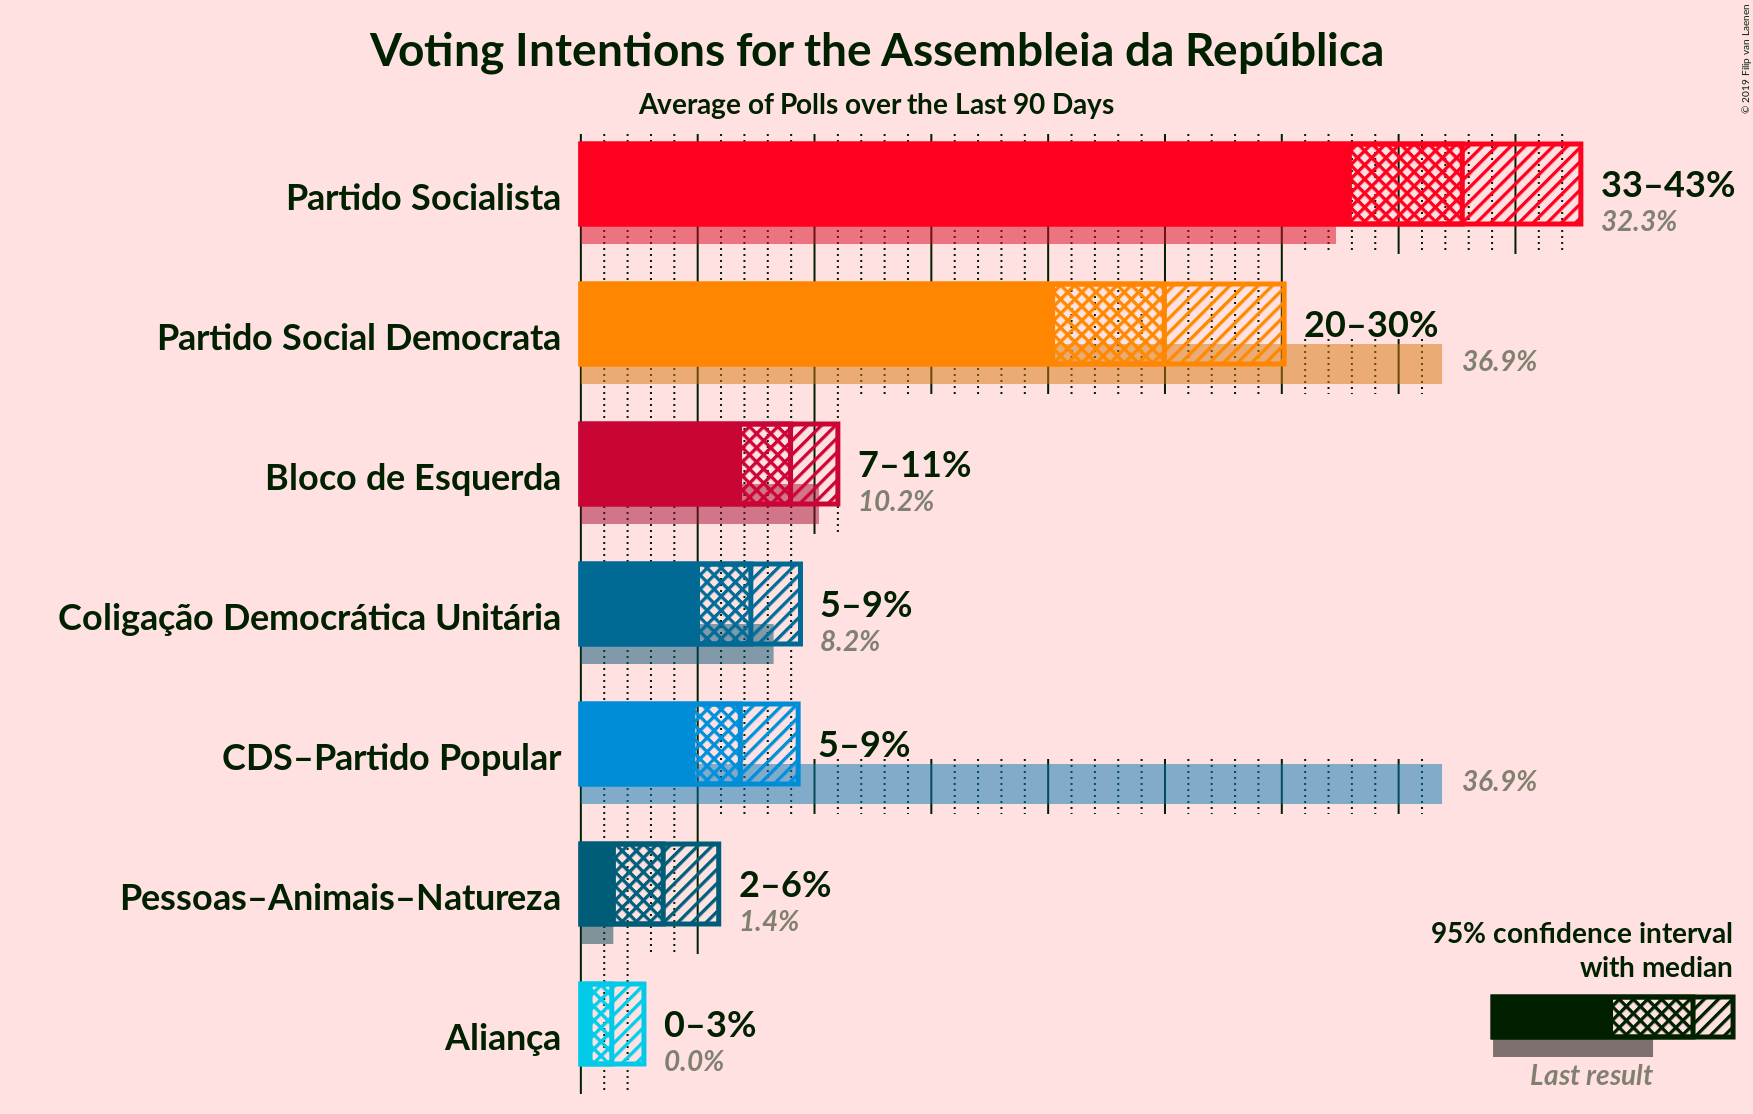 Voting Intentions for the Assembleia da República
Average of Polls over the Last 90 Days
© 2019 Filip van Laenen
Partido Socialista
33–43%
32.3%
Partido Social Democrata
20–30%
36.9%
Bloco de Esquerda
7–11%
10.2%
Coligação Democrática Unitária
5–9%
8.2%
CDS–Partido Popular
5–9%
36.9%
Pessoas–Animais–Natureza
2–6%
1.4%
Aliança
0–3%
0.0%
95% confidence interval
with median
Last result